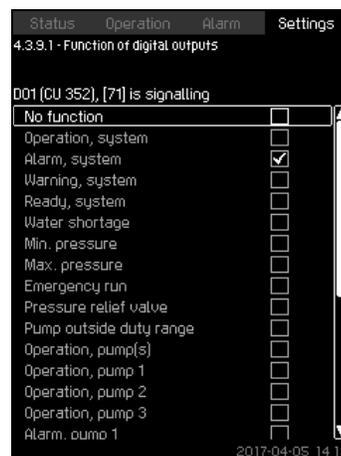 Status Operation Alarm Settings
4.3.9.1 - Function of digital outputs
DO1 (CU 352), [71] is signalling
No function
Operation, system
Alarm, system
Warning, system
Ready, system
Water shortage
Min. pressure
Max. pressure
Emergency run
Pressure relief valve
Pump outside duty range
Operation, pump(s)
Operation, pump 1
Operation, pump 2
Operation, pump 3
Alarm, pump 1
2017-04-05 14:1